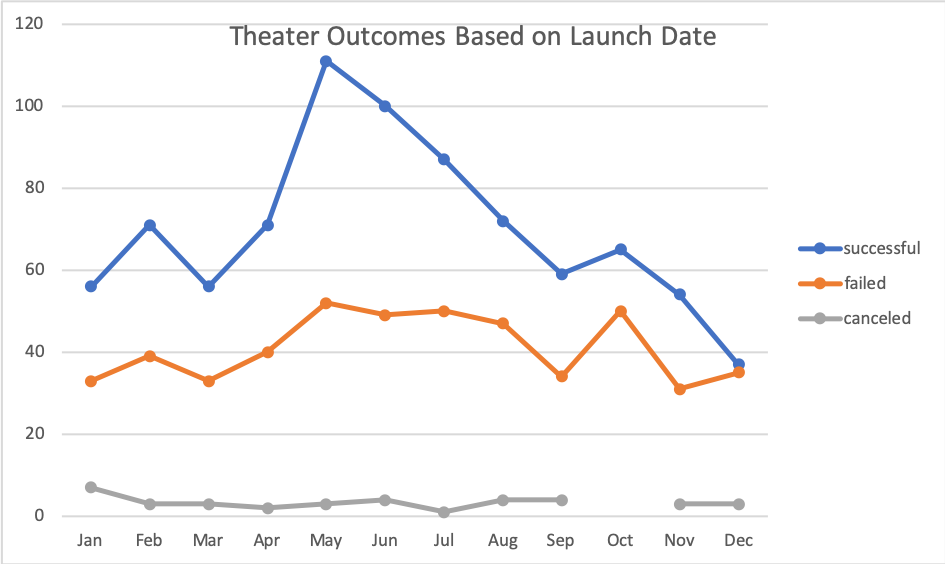 Theater Outcomes Based on Launch Date
120
100
80
60
40
20
0
Jan Feb Mar Apr May Jun Jul Aug Sep Oct Nov Dec
successful
failed
canceled